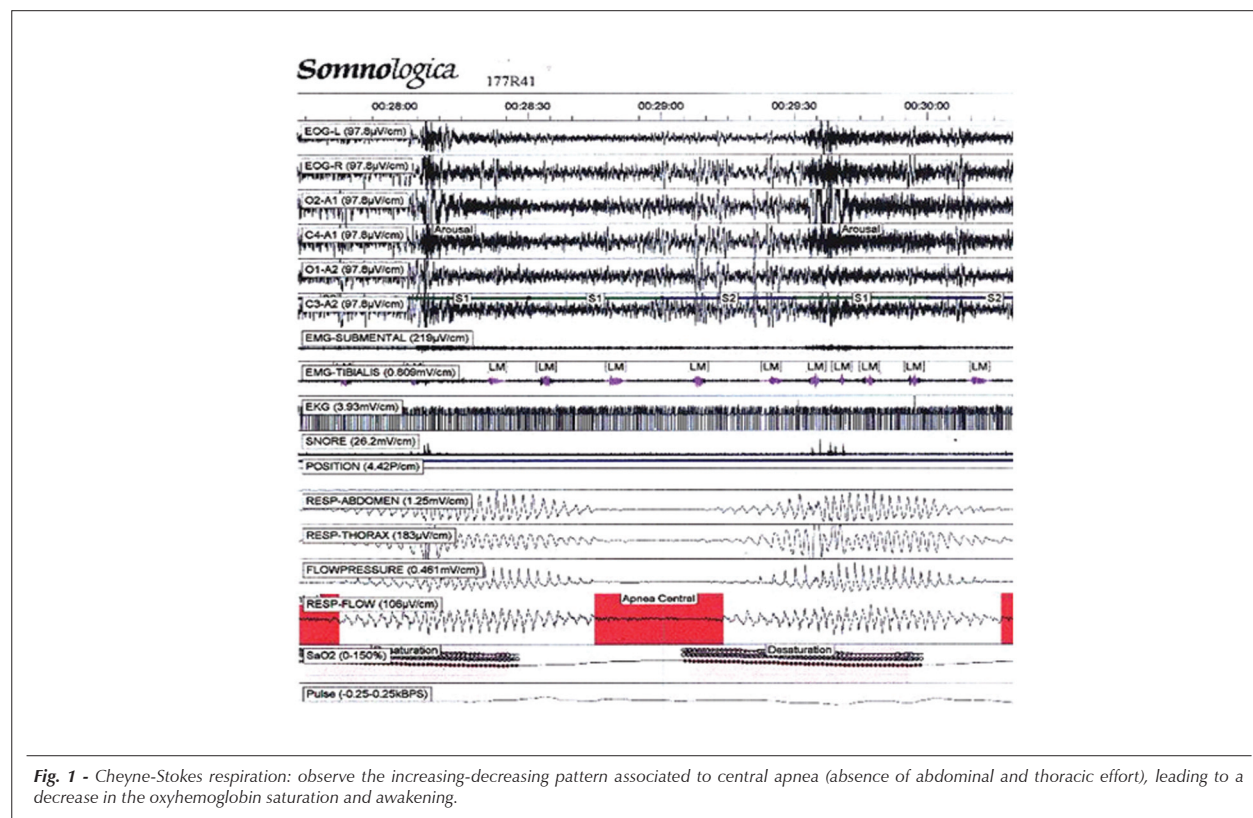 Somnologica 177R41
00:28:00 00:28:30 00:29:00 00:29:30 00:30:00
EOG-L (97.8µV/cm)
EOG-R (97.8µV/cm)
O2-A1 (97.8µV/cm)
Arousal Arousal
C4-A1 (97.8µV/cm)
O1-A2 (97.8µV/cm)
S1 S1 S2 S1 S2
C3-A2 (97.8µV/cm)
EMG-SUBMENTAL (219µV/cm)
LM LM LM LM LM LM LM LM LM LM
EMG-TIBIALIS (0.809mV/cm)
EKG (3.93mV/cm)
SNORE (26.2mV/cm)
POSITION (4.42P/cm)
RESP-ABDOMEN (1.25mV/cm)
RESP-THORAX (183µV/cm)
FLOWPRESSURE (0.461mV/cm)
Apnea Central
RESP-FLOW (106µV/cm)
aturation Desaturation
SaO2 (0-150%)
Pulse (-0.25-0.25kBPS)
Fig. 1 - Cheyne-Stokes respiration: observe the increasing-decreasing pattern associated to central apnea (absence of abdominal and thoracic effort), leading to a
decrease in the oxyhemoglobin saturation and awakening.